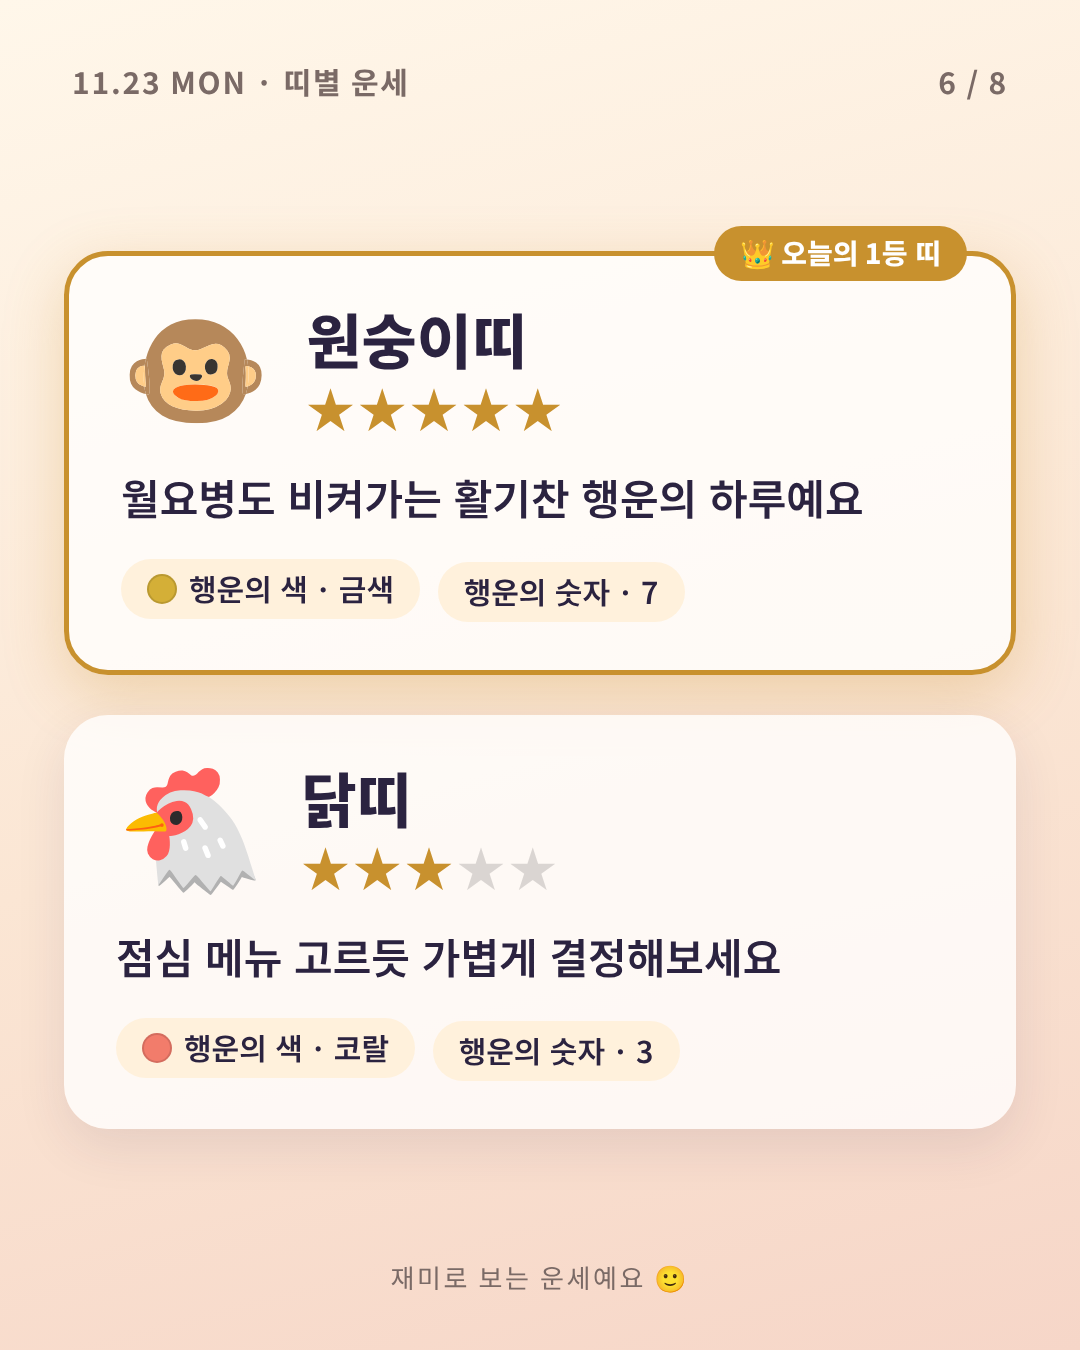 11.23 MON · 띠별 운세
6 / 8
👑 오늘의 1등 띠
원숭이띠
★★★★★
월요병도 비켜가는 활기찬 행운의 하루예요
행운의 색 · 금색
행운의 숫자 · 7
닭띠
★★★★★
점심 메뉴 고르듯 가볍게 결정해보세요
행운의 색 · 코랄
행운의 숫자 · 3
재미로 보는 운세예요 🙂